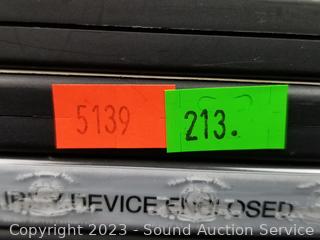 5139
213.
DEVICE ENCLOSED
Copyright 2023 - Sound Auction Service